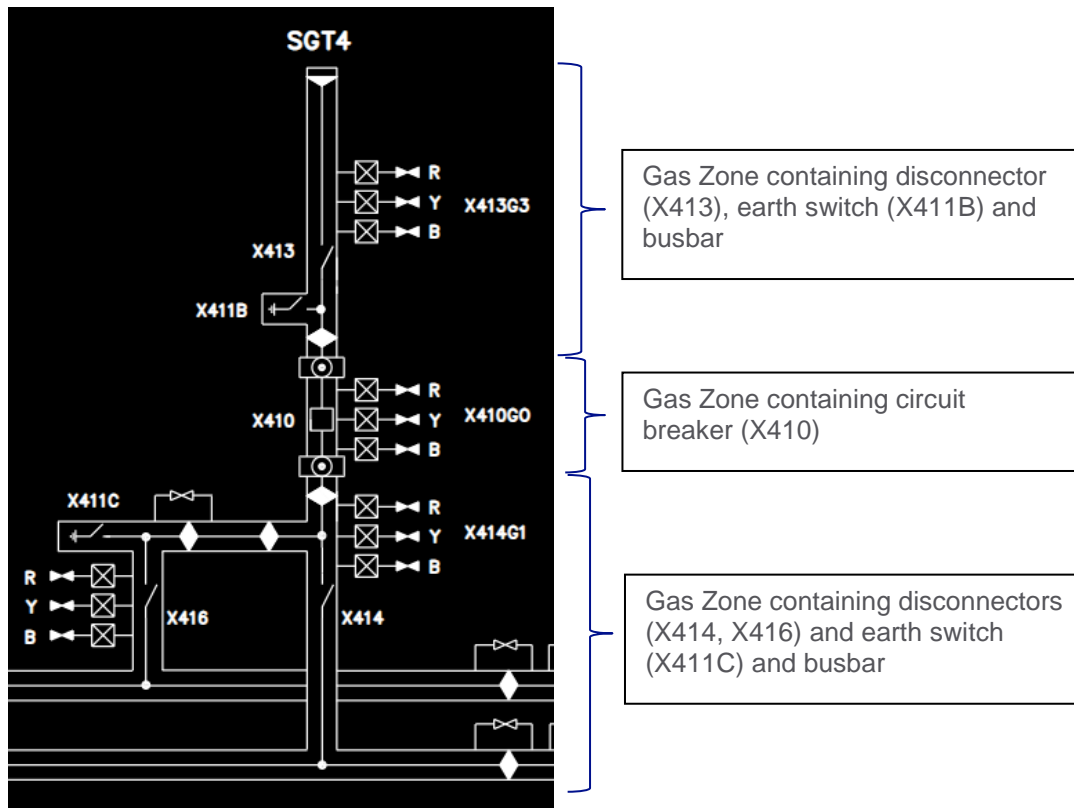 SGT4
R
Y X413G3
B
X413
X411B
Gas Zone containing disconnector
(X413), earth switch (X411B) and
busbar
R
X410 Y X410G0
B
Gas Zone containing circuit
breaker (X410)
X411C
R
Y X414G1
B
R
Y
B
X416
X414
Gas Zone containing disconnectors
(X414, X416) and earth switch
(X411C) and busbar